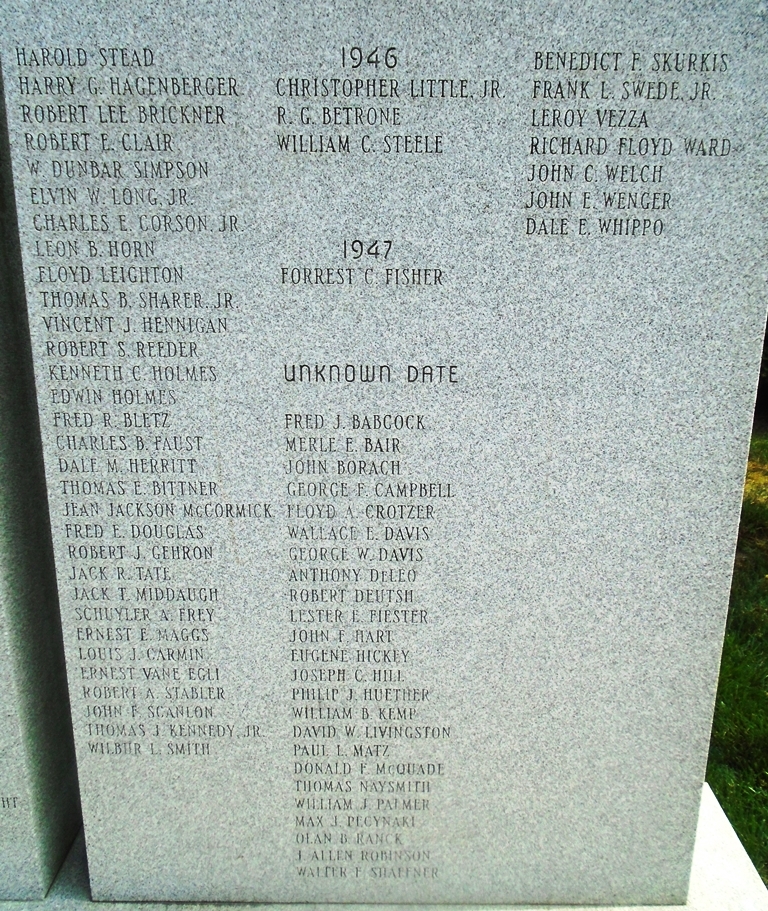 HAROLD STEAD
HARRY G. HAGENBERGER
ROBERT LEE BRICKNER
ROBERT E. CLAIR
W. DUNBAR SIMPSON
ELVIN W. LONG, JR.
CHARLES E. CORSON, JR.
LEON B. HORN
FLOYD LEIGHTON
THOMAS B. SHARER, JR.
VINCENT J. HENNIGAN
ROBERT S. REEDER
KENNETH C. HOLMES
EDWIN HOLMES
FRED R. BLETZ
CHARLES B. FAUST
DALE M. HERRITT
THOMAS E. BITTNER
JEAN JACKSON McCORMICK
FRED E. DOUGLAS
ROBERT J. GEHRON
JACK R. TATE
JACK T. MIDDAUGH
SCHUYLER A. FREY
ERNEST F. MAGGS
LOUIS J. CARMIN
ERNEST VANE EGLI
ROBERT A. STABLER
JOHN F. SCANLON
THOMAS J. KENNEDY, JR.
WILBUR L. SMITH
1946
CHRISTOPHER LITTLE, JR.
R. G. BETRONE
WILLIAM C. STEELE
1947
FORREST C. FISHER
UNKNOWN DATE
FRED J. BABCOCK
MERLE E. BAIR
JOHN BORACH
GEORGE F. CAMPBELL
FLOYD A. CROTZER
WALLACE E. DAVIS
GEORGE W. DAVIS
ANTHONY DeLEO
ROBERT DEUTSH
LESTER E. FIESTER
JOHN F. HART
EUGENE HICKEY
JOSEPH C. HILL
PHILIP J. HUETHER
WILLIAM B. KEMP
DAVID W. LIVINGSTON
PAUL L. MATZ
DONALD F. McQUADE
THOMAS NAYSMITH
WILLIAM J. PALMER
MAX J. PECYNAKI
OLAN B. RANCK
J. ALLEN ROBINSON
WALTER F. SHAFFNER
BENEDICT F. SKURKIS
FRANK L. SWEDE, JR.
LEROY VEZZA
RICHARD FLOYD WARD
JOHN C. WELCH
JOHN E. WENGER
DALE E. WHIPPO